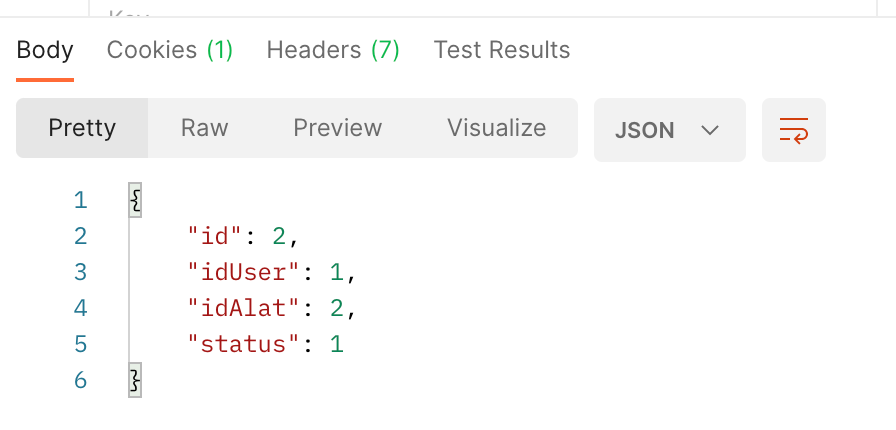 Body Cookies (1) Headers (7) Test Results
Pretty Raw Preview Visualize JSON
1 {
2 "id": 2,
3 "idUser": 1,
4 "idAlat": 2,
5 "status": 1
6 }